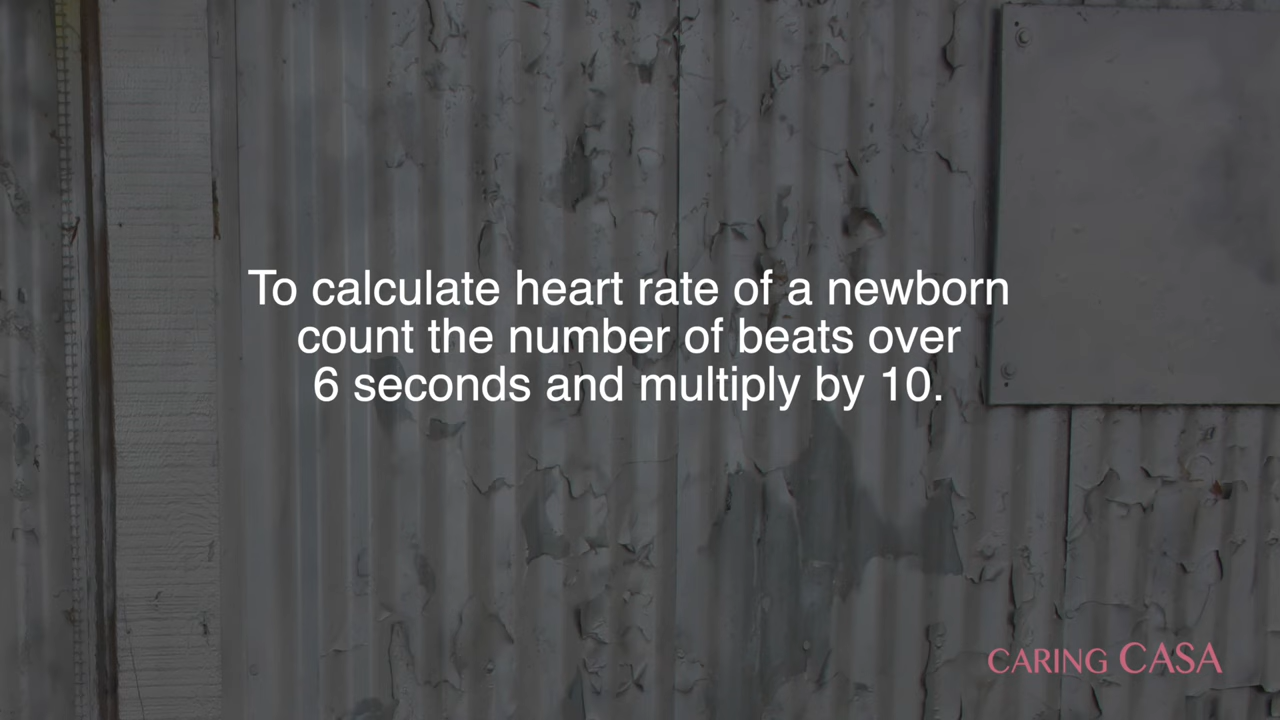 To calculate heart rate of a newborn
count the number of beats over
6 seconds and multiply by 10.
CARING CASA